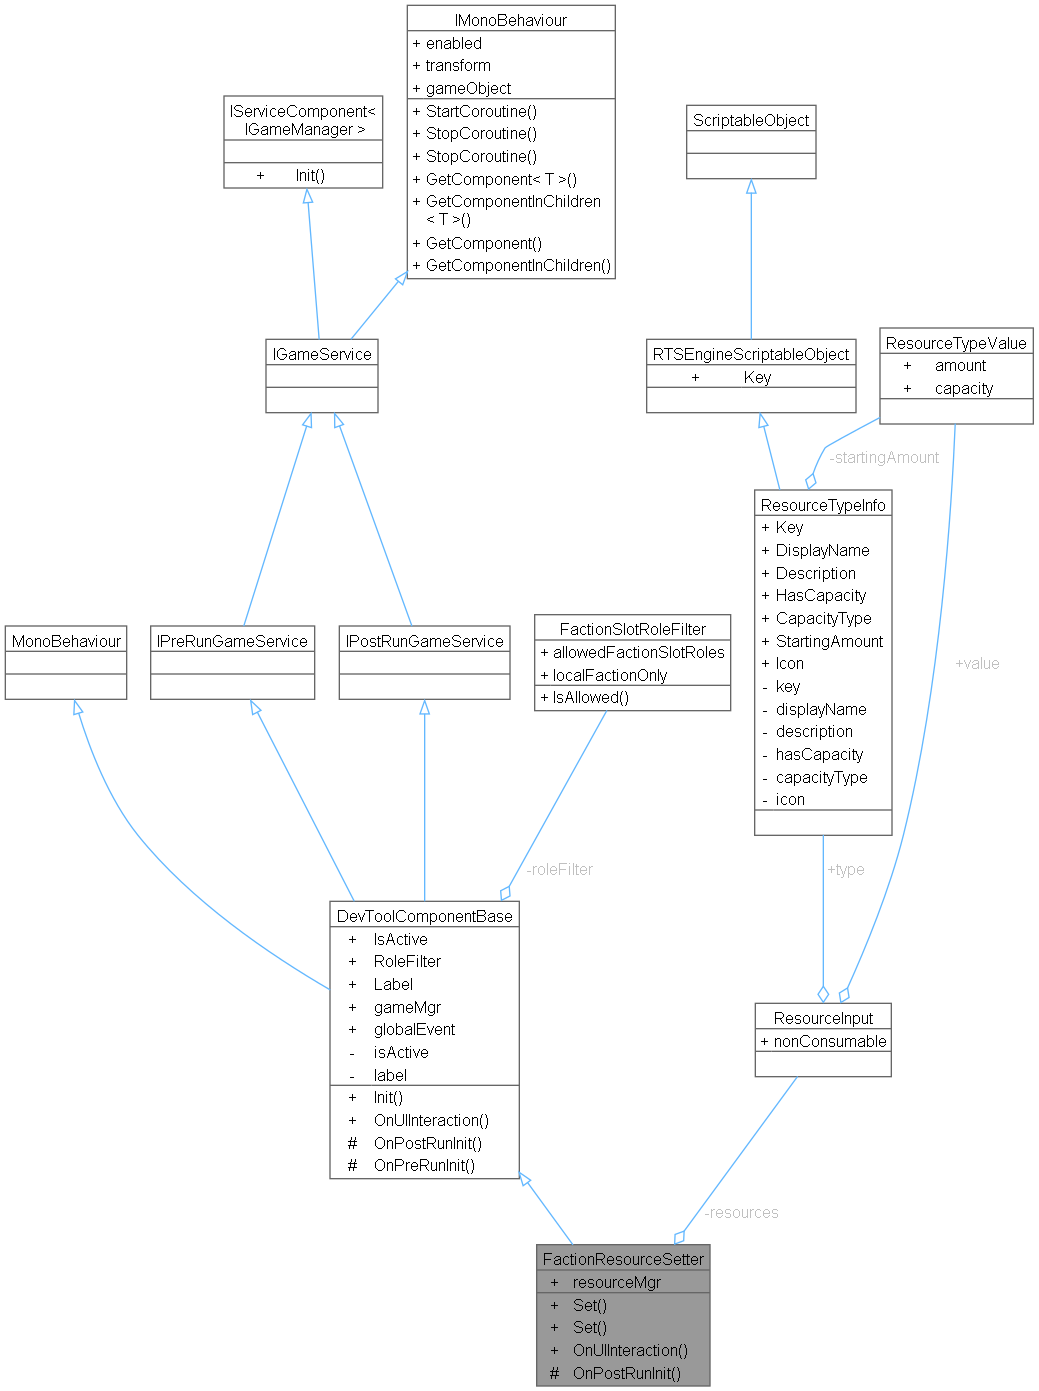 IMonoBehaviour
+ enabled
+ transform
+ gameObject
+ StartCoroutine()
+ StopCoroutine()
+ StopCoroutine()
+ GetComponent< T >()
+ GetComponentInChildren
< T >()
+ GetComponent()
+ GetComponentInChildren()
IServiceComponent<
IGameManager >
+ Init()
ScriptableObject
IGameService
RTSEngineScriptableObject
+ Key
ResourceTypeValue
+ amount
+ capacity
-startingAmount
ResourceTypeInfo
+ Key
+ DisplayName
+ Description
+ HasCapacity
+ CapacityType
+ StartingAmount
+ Icon
- key
- displayName
- description
- hasCapacity
- capacityType
- icon
MonoBehaviour
IPreRunGameService
IPostRunGameService
FactionSlotRoleFilter
+ allowedFactionSlotRoles
+ localFactionOnly
+ IsAllowed()
+value
-roleFilter
+type
DevToolComponentBase
+ IsActive
+ RoleFilter
+ Label
+ gameMgr
+ globalEvent
- isActive
- label
+ Init()
+ OnUIInteraction()
# OnPostRunInit()
# OnPreRunInit()
ResourceInput
+ nonConsumable
-resources
FactionResourceSetter
+ resourceMgr
+ Set()
+ Set()
+ OnUIInteraction()
# OnPostRunInit()